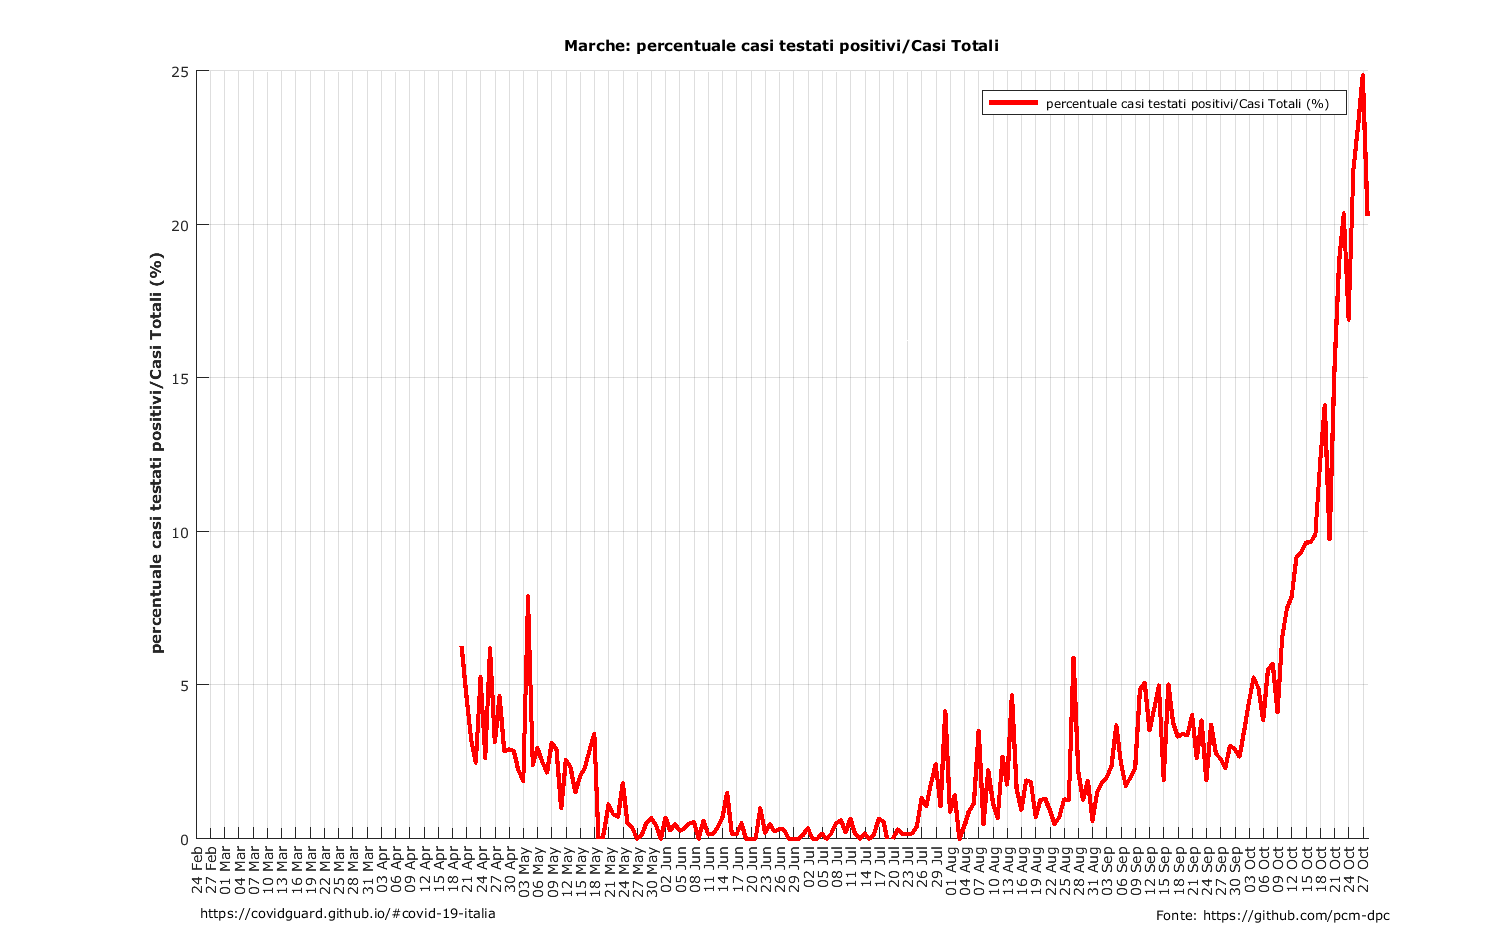 Marche: percentuale casi testati positivi/Casi Totali
percentuale casi testati positivi/Casi Totali (%)
percentuale casi testati positivi/Casi Totali (%)
25
20
15
10
5
0
24 Feb
27 Feb
01 Mar
04 Mar
07 Mar
10 Mar
13 Mar
16 Mar
19 Mar
22 Mar
25 Mar
28 Mar
31 Mar
03 Apr
06 Apr
09 Apr
12 Apr
15 Apr
18 Apr
21 Apr
24 Apr
27 Apr
30 Apr
03 May
06 May
09 May
12 May
15 May
18 May
21 May
24 May
27 May
30 May
02 Jun
05 Jun
08 Jun
11 Jun
14 Jun
17 Jun
20 Jun
23 Jun
26 Jun
29 Jun
02 Jul
05 Jul
08 Jul
11 Jul
14 Jul
17 Jul
20 Jul
23 Jul
26 Jul
29 Jul
01 Aug
04 Aug
07 Aug
10 Aug
13 Aug
16 Aug
19 Aug
22 Aug
25 Aug
28 Aug
31 Aug
03 Sep
06 Sep
09 Sep
12 Sep
15 Sep
18 Sep
21 Sep
24 Sep
27 Sep
30 Sep
03 Oct
06 Oct
09 Oct
12 Oct
15 Oct
18 Oct
21 Oct
24 Oct
27 Oct
https://covidguard.github.io/#covid-19-italia
Fonte: https://github.com/pcm-dpc